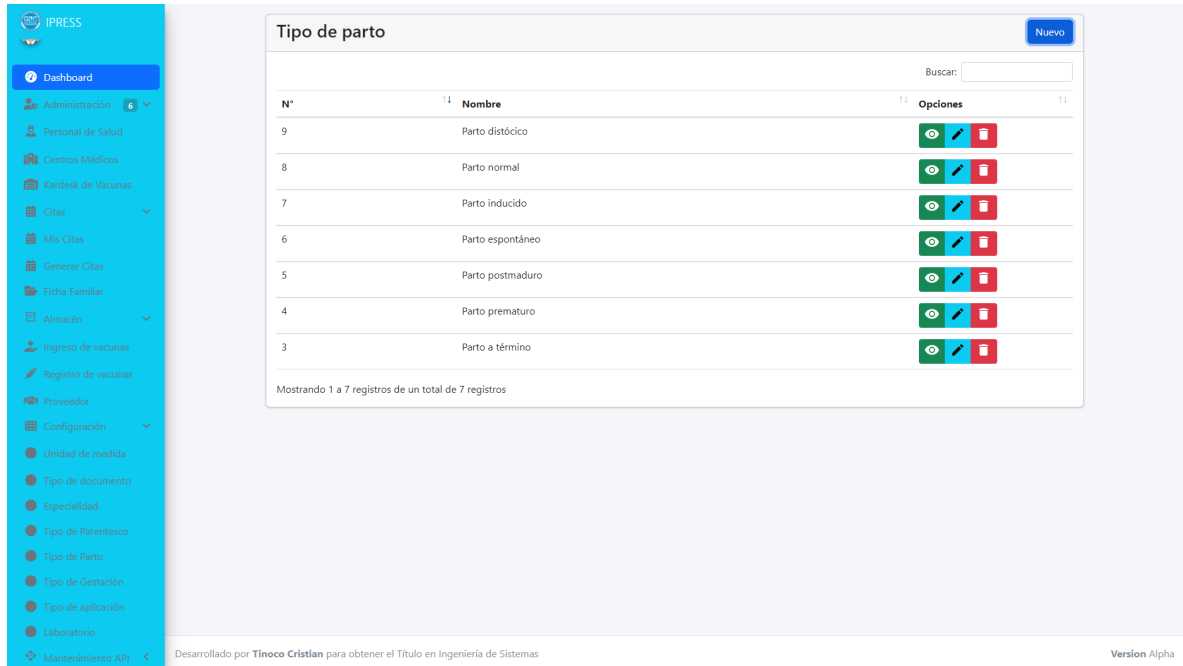 IPRESS
Dashboard
Administración 6
Personal de Salud
Centros Médicos
Kardesk de Vacunas
Citas
Mis Citas
Generar Citas
Ficha Familiar
Almacén
Ingreso de vacunas
Registro de vacunas
Proveedor
Configuración
Unidad de medida
Tipo de documento
Especialidad
Tipo de Parentesco
Tipo de Parto
Tipo de Gestación
Tipo de aplicación
Laboratorio
Mantenimiento API
Tipo de parto
Nuevo
Buscar:
N° Nombre Opciones
9 Parto distócico
8 Parto normal
7 Parto inducido
6 Parto espontáneo
5 Parto postmaduro
4 Parto prematuro
3 Parto a término
Mostrando 1 a 7 registros de un total de 7 registros
Desarrollado por Tinoco Cristian para obtener el Título en Ingeniería de Sistemas
Version Alpha